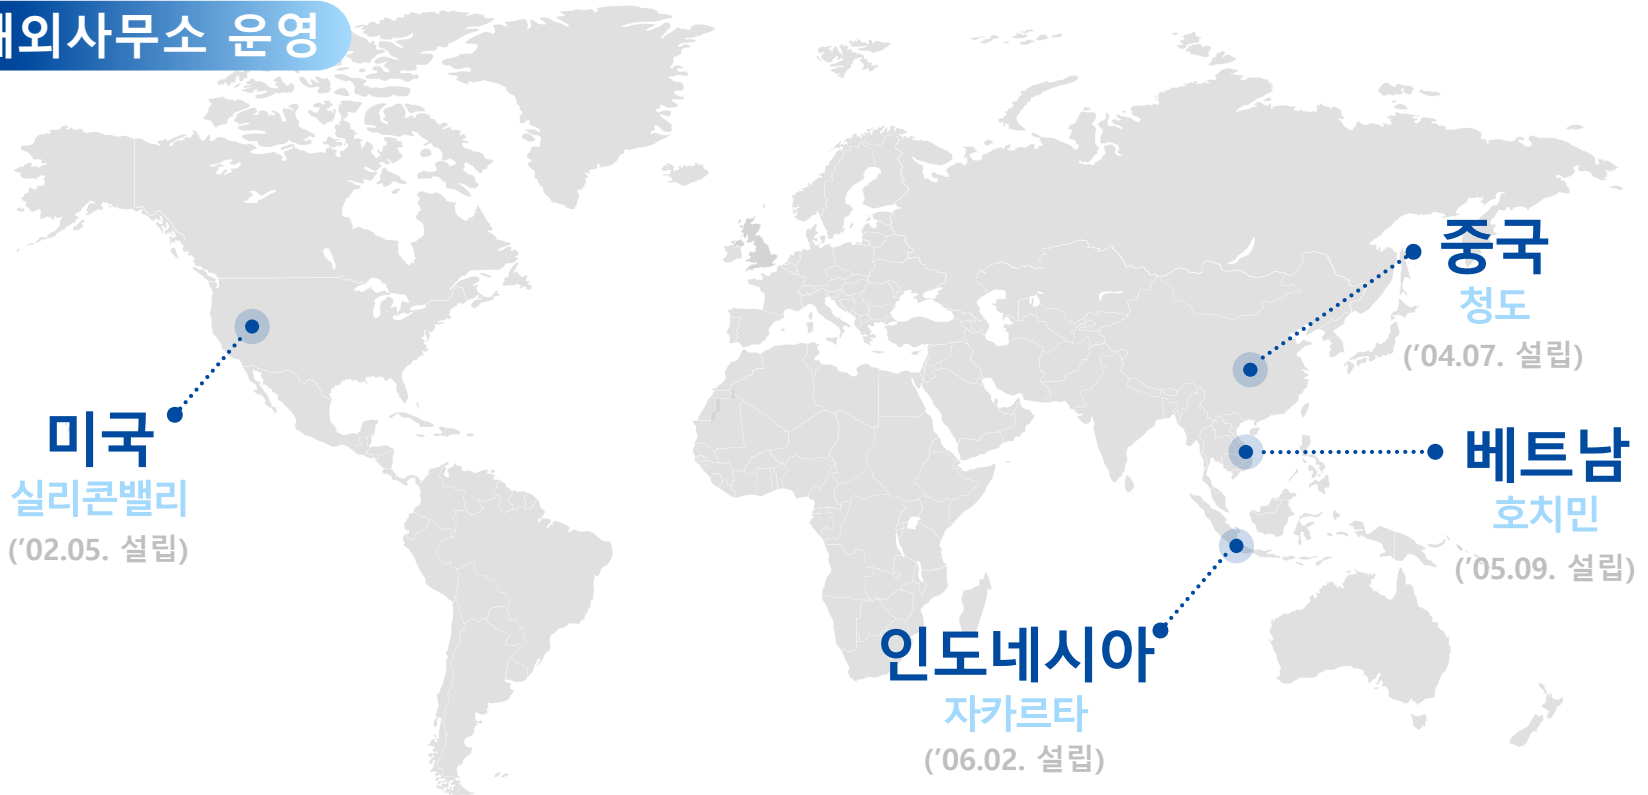 해외사무소 운영
중국
청도
(’04.07. 설립)
미국
실리콘밸리
(’02.05. 설립)
베트남
호치민
(’05.09. 설립)
인도네시아
자카르타
(’06.02. 설립)